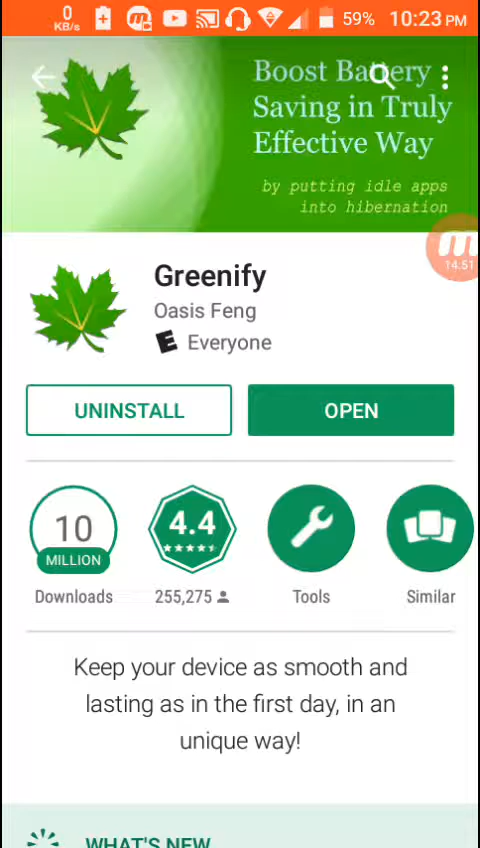 0
KB/s
59%
10:23 PM
Boost Battery
Saving in Truly
Effective Way
by putting idle apps
into hibernation
14:51
Greenify
Oasis Feng
E Everyone
UNINSTALL
OPEN
10
MILLION
4.4
Downloads
255,275
Tools
Similar
Keep your device as smooth and
lasting as in the first day, in an
unique way!
WHAT'S NEW